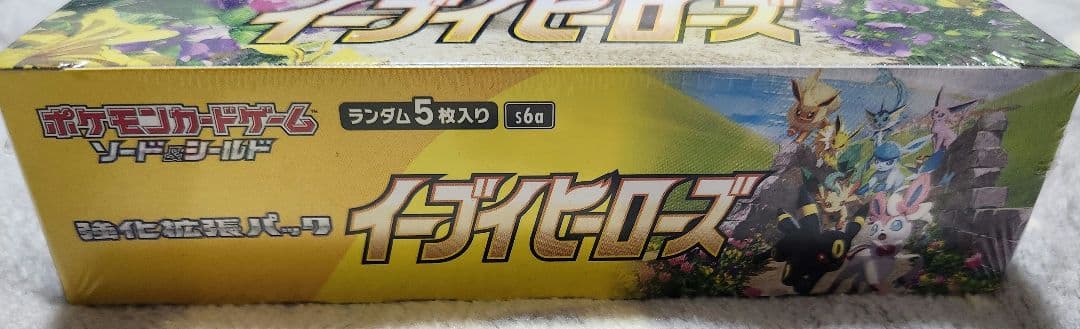 イーブイヒーローズ
ポケモンカードゲーム
ソード&シールド
ランダム5枚入り s6a
強化拡張パック
イーブイヒーローズ